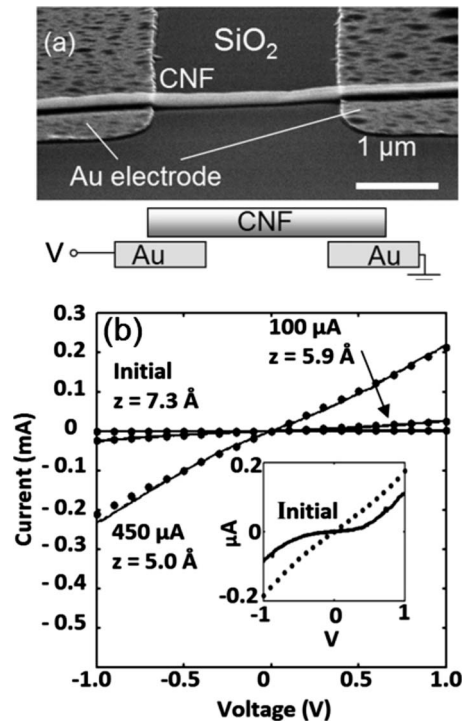 (a)
SiO₂
CNF
Au electrode
1 µm
CNF
V
Au
Au
(b)
0.3
0.2
0.1
0
- 0.1
- 0.2
- 0.3
- 0.4
- 0.5
Current (mA)
Initial
z = 7.3 Å
100 µA
z = 5.9 Å
450 µA
z = 5.0 Å
0.2
0
-0.2
µA
Initial
-1
0
1
V
-1.0
-0.5
0
0.5
1.0
Voltage (V)